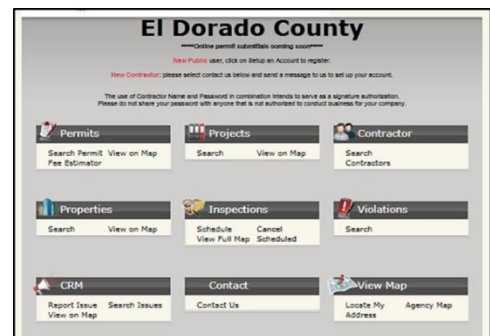 El Dorado County
*****Online permit submittals coming soon*****
New Public user, click on Setup an Account to register.
New Contractor: please select contact us below and send a message to us to set up your account.
The use of Contractor Name and Password in combination intends to serve as a signature authorization.
Please do not share your password with anyone that is not authorized to conduct business for your company.
Permits
Search Permit View on Map
Fee Estimator
Projects
Search View on Map
Contractor
Search
Contractors
Properties
Search View on Map
Inspections
Schedule Cancel
View Full Map Scheduled
Violations
Search
CRM
Report Issue Search Issues
View on Map
Contact
Contact Us
View Map
Locate My Agency Map
Address